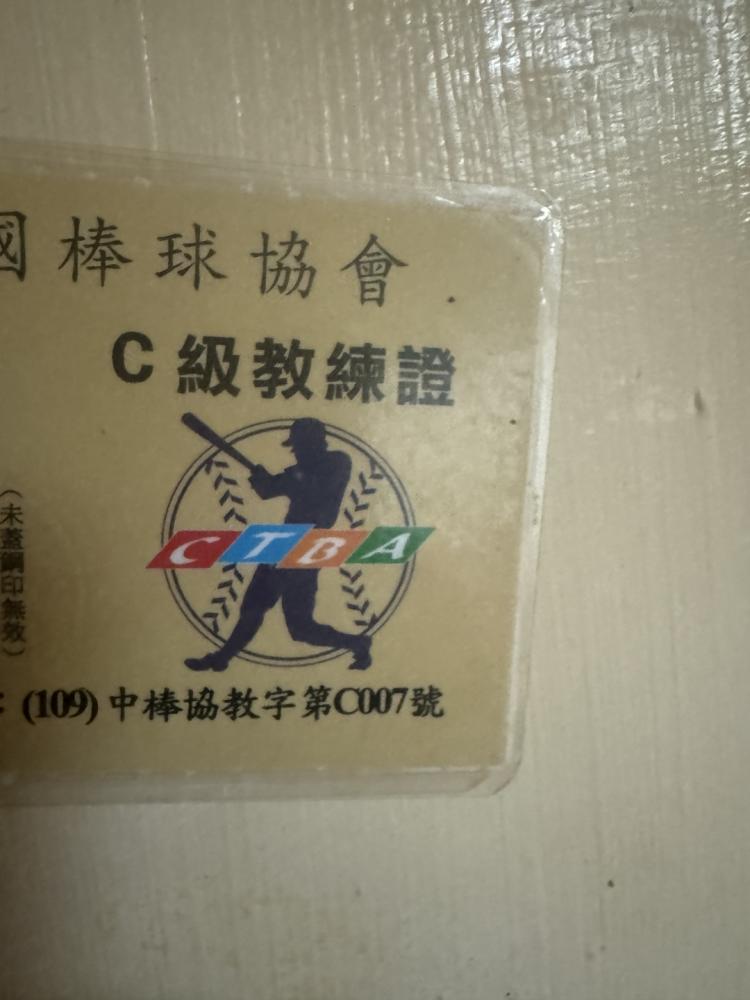 國棒球協會
C級教練證
(未蓋鋼印無效)
CTBA
: (109) 中棒協教字第C007號